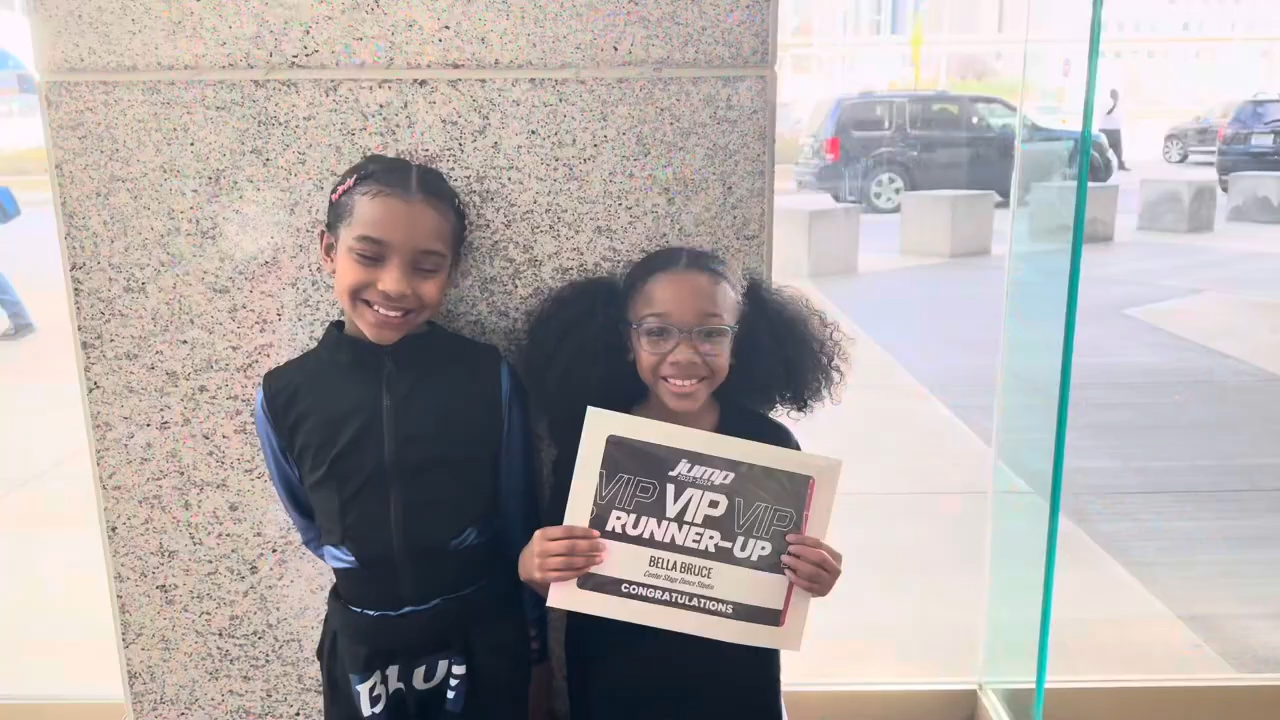 jump
2023-2024
VIP VIP VIP
RUNNER-UP
BELLA BRUCE
Center Stage Dance Studio
CONGRATULATIONS
BLUE